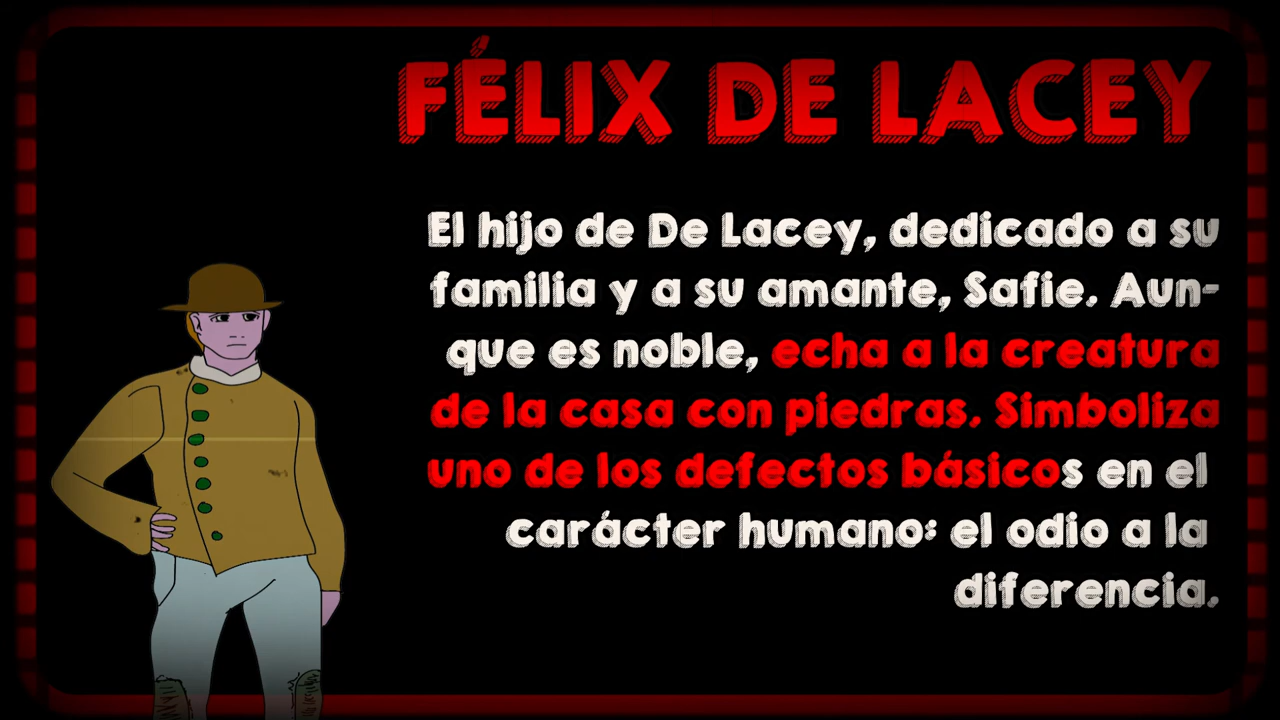 FÉLIX DE LACEY
El hijo de De Lacey, dedicado a su
familia y a su amante, Safie. Aun-
que es noble, echa a la creatura
de la casa con piedras. Simboliza
uno de los defectos básicos en el
carácter humano: el odio a la
diferencia.